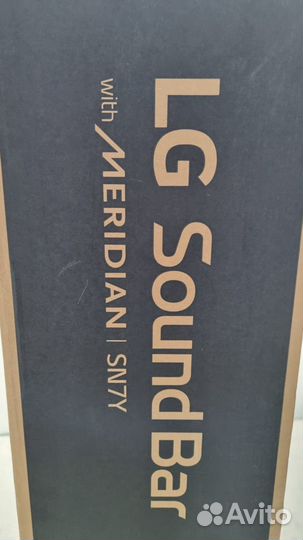 LG Sound Bar
with MERIDIAN | SN7Y
Avito